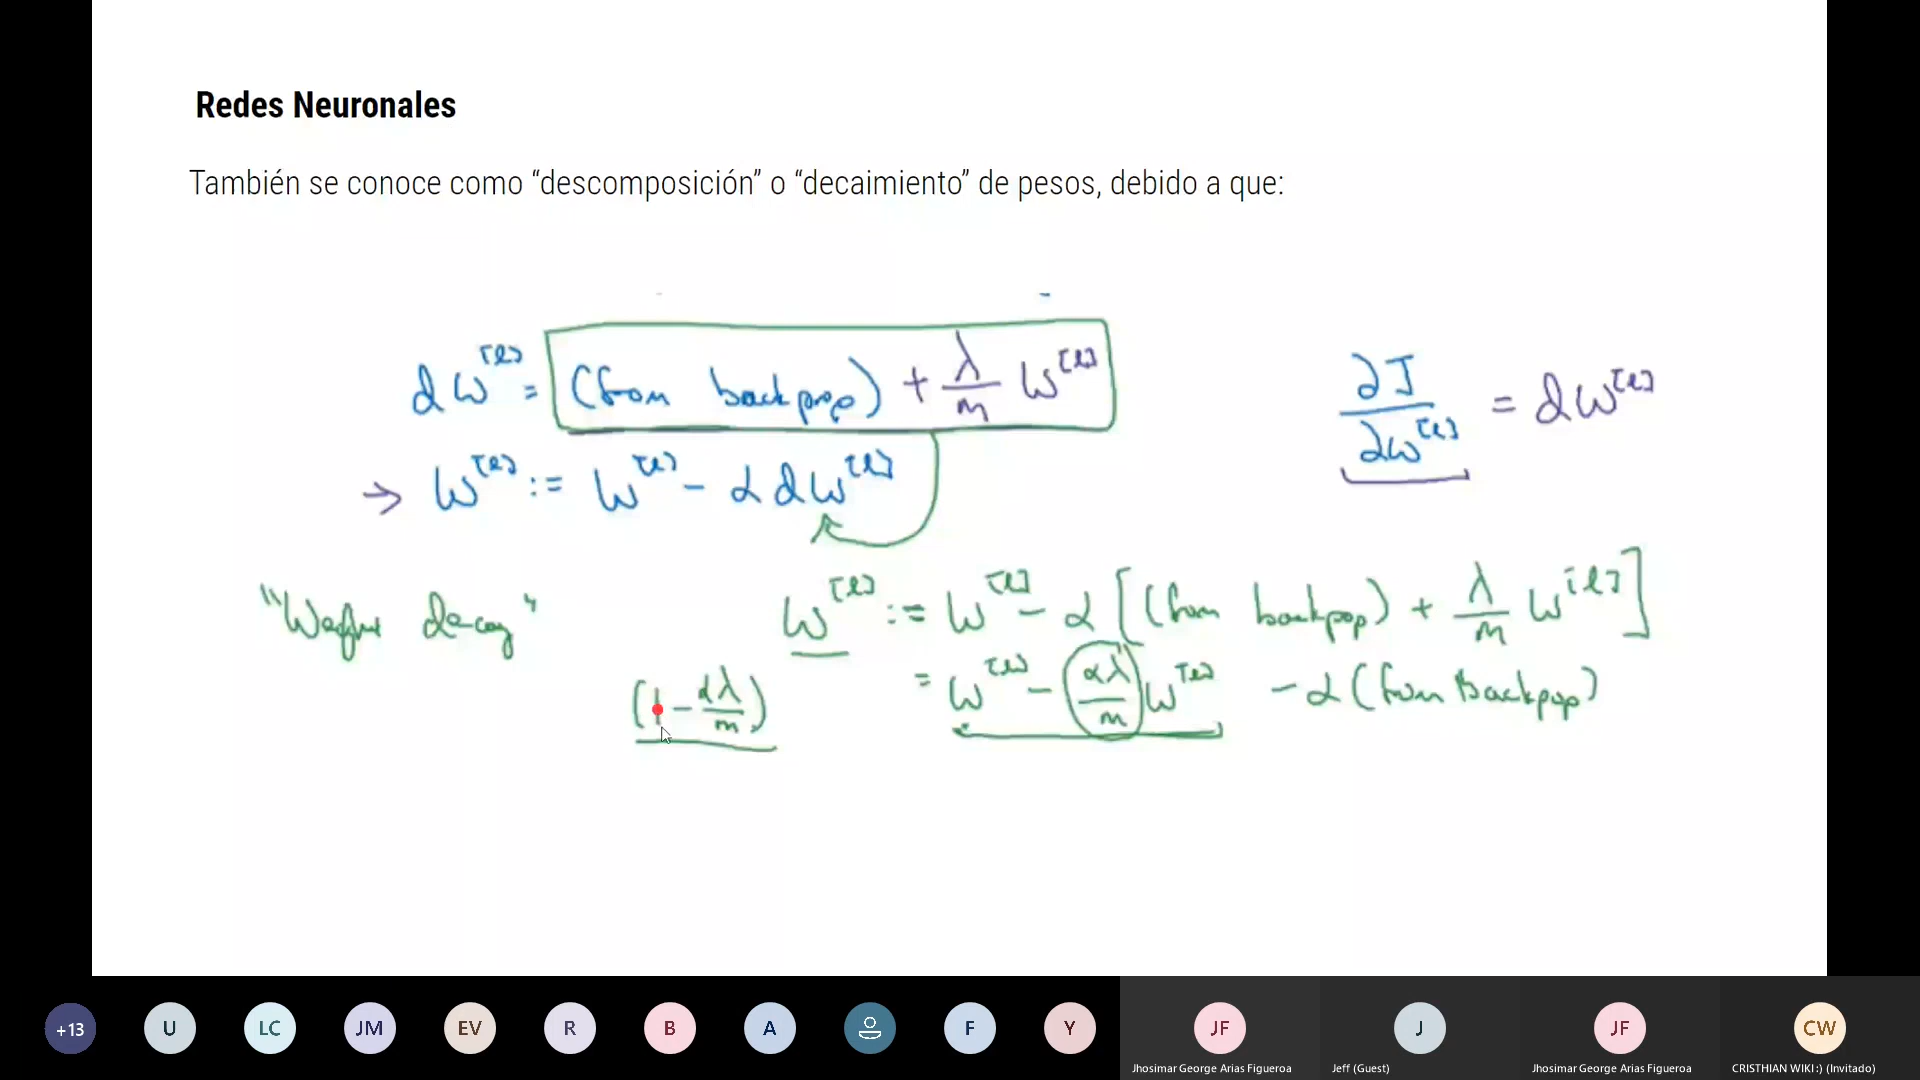 Redes Neuronales
También se conoce como “descomposición” o “decaimiento” de pesos, debido a que:
dW^[l] = (from backprop) + λ/m W^[l]
∂J/∂W^[l] = dW^[l]
→ W^[l] := W^[l] - α dW^[l]
"Weight decay"
W^[l] := W^[l] - α [(from backprop) + λ/m W^[l]]
= W^[l] - αλ/m W^[l] - α (from Backprop)
(1 - αλ/m)
+13
U
LC
JM
EV
R
B
A
F
Y
JF
J
JF
CW
Jhosimar George Arias Figueroa
Jeff (Guest)
Jhosimar George Arias Figueroa
CRISTHIAN WIKI :) (Invitado)